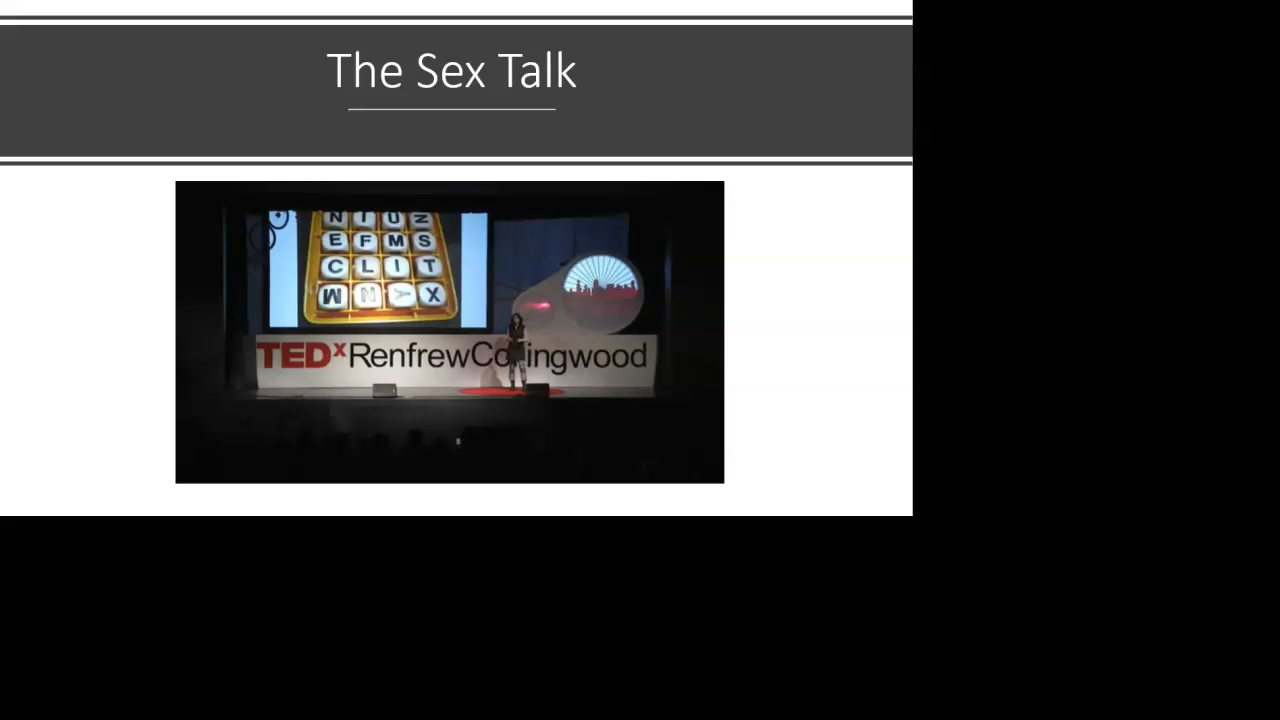 The Sex Talk
N I U Z
E F M S
C L I T
W N A X
TEDxRenfrewCollingwood